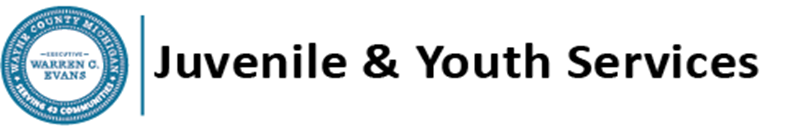 WAYNE COUNTY MICHIGAN
EXECUTIVE
WARREN C.
EVANS
SERVING 43 COMMUNITIES
Juvenile & Youth Services